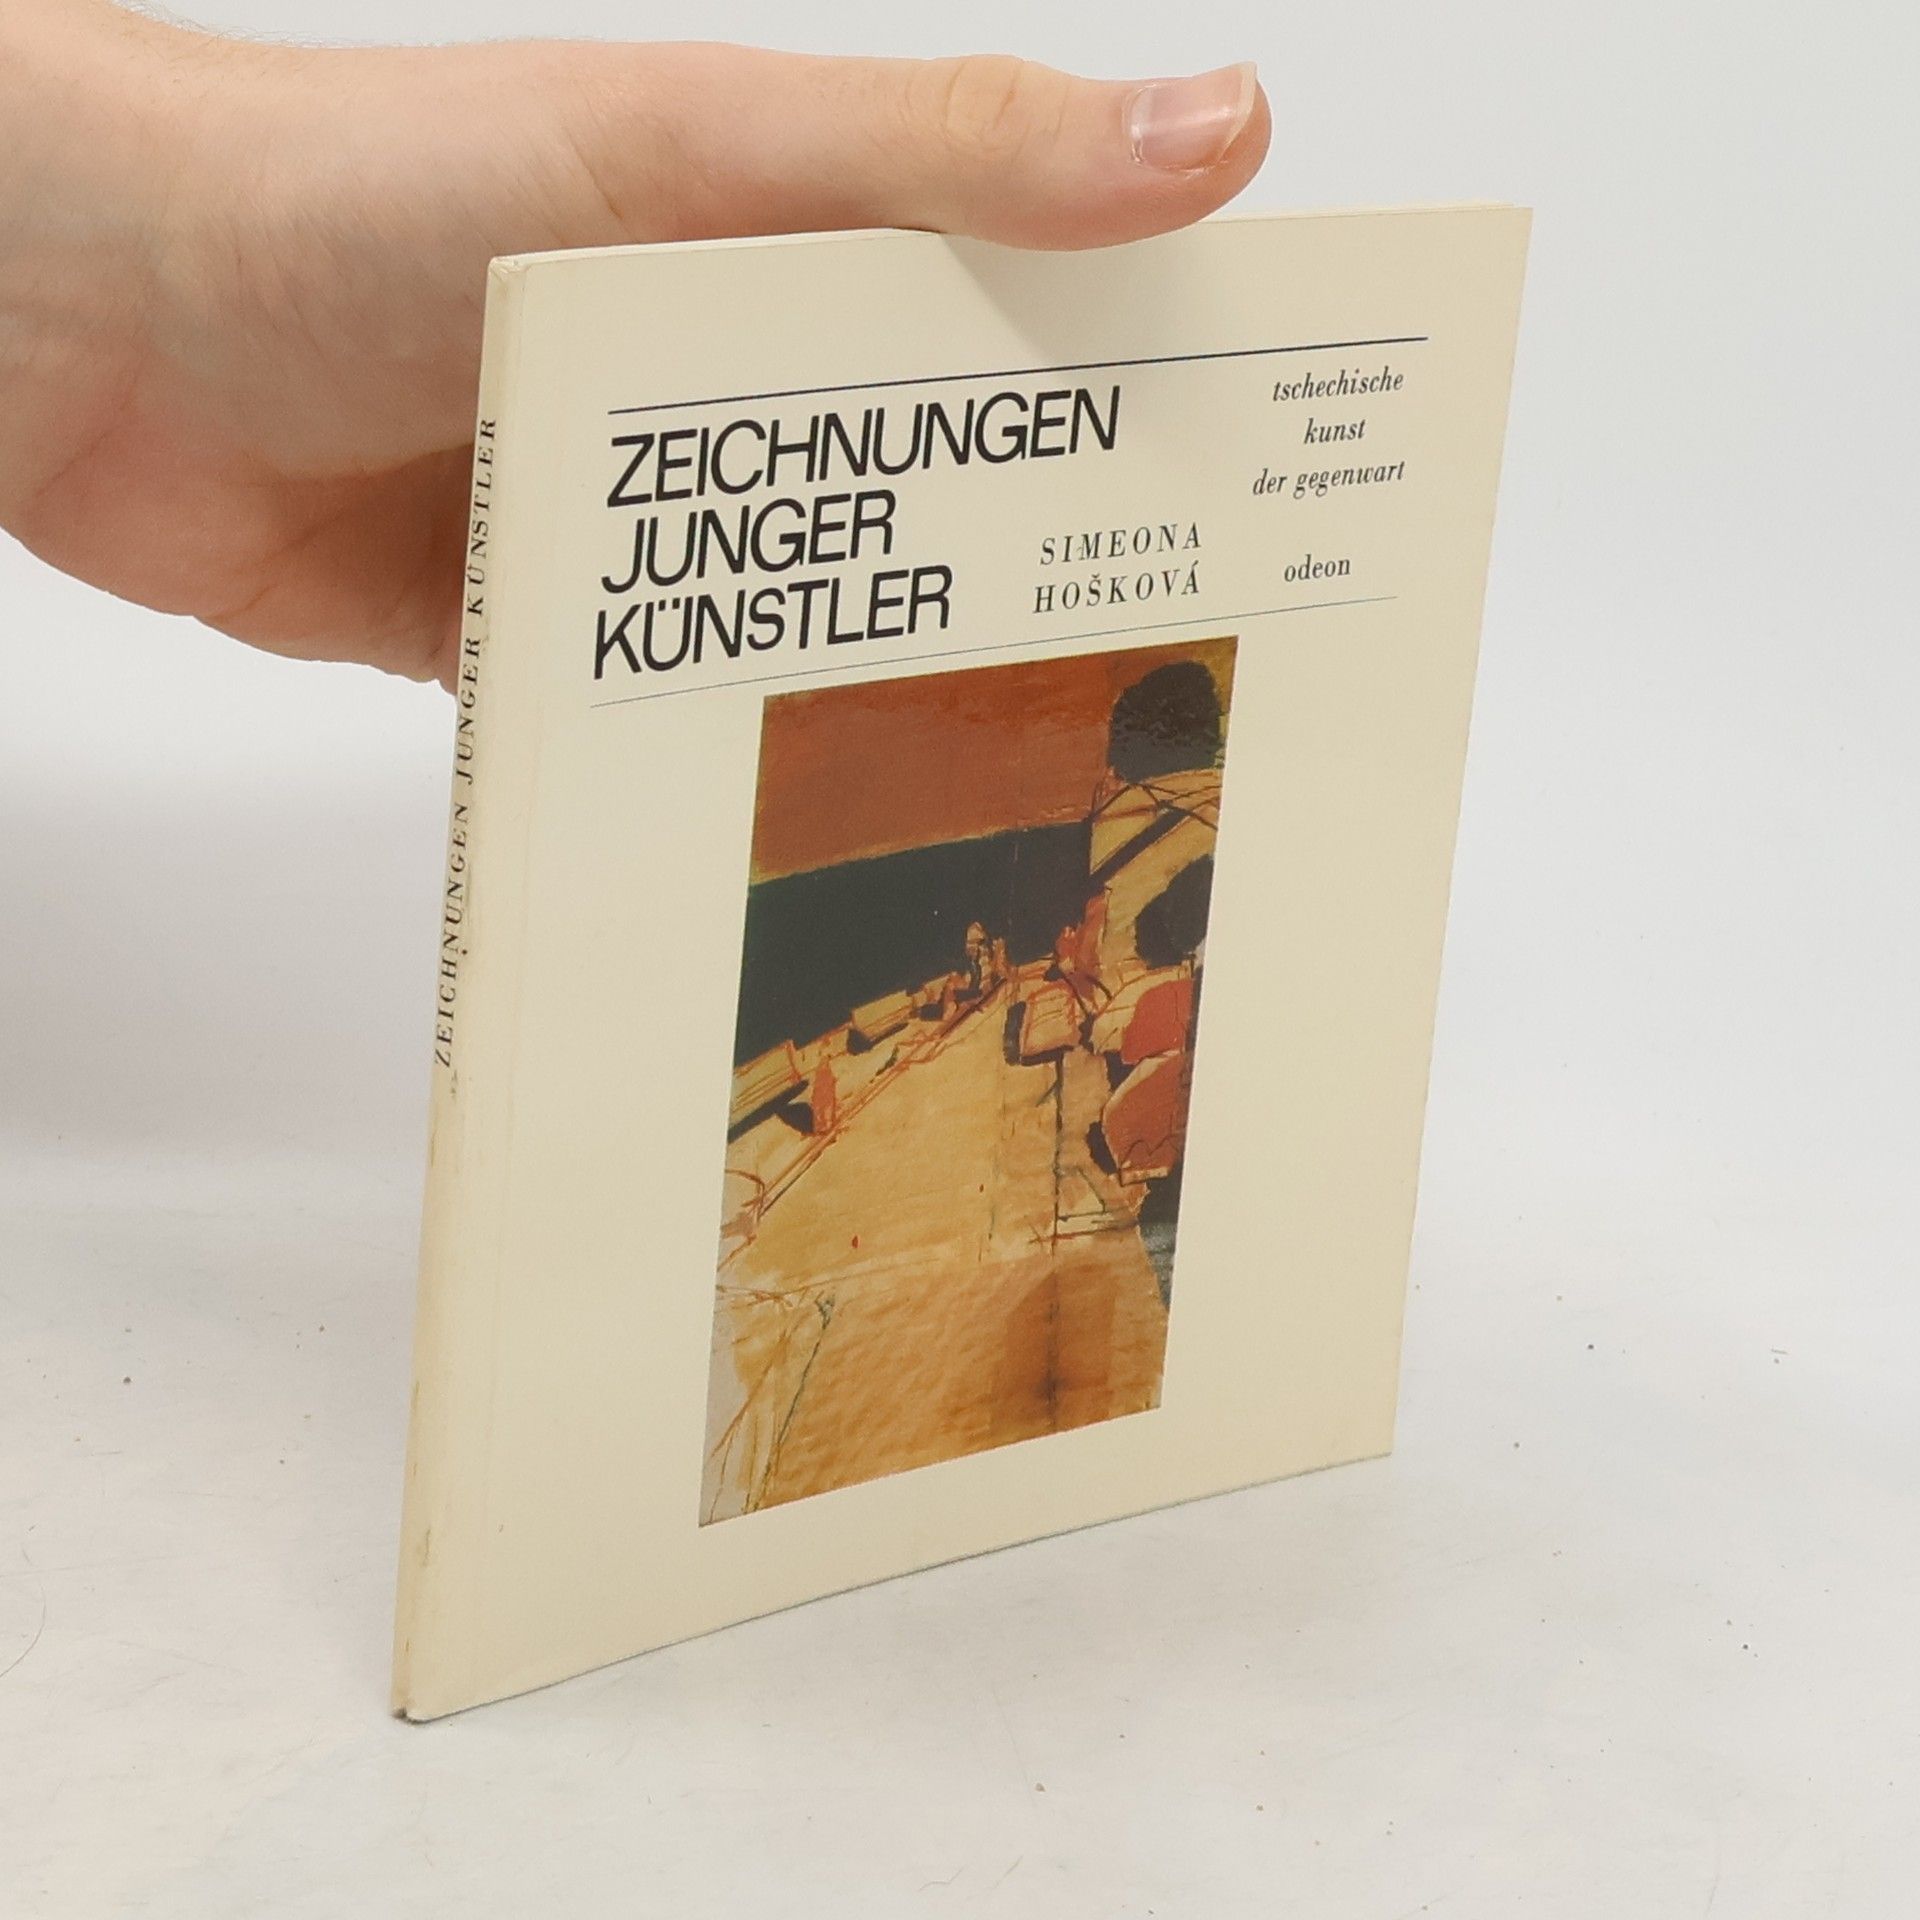 ZEICHNUNGEN JUNGER KÜNSTLER
ZEICHNUNGEN
JUNGER
KÜNSTLER
SIMEONA
HOŠKOVÁ
tschechische
kunst
der gegenwart
odeon